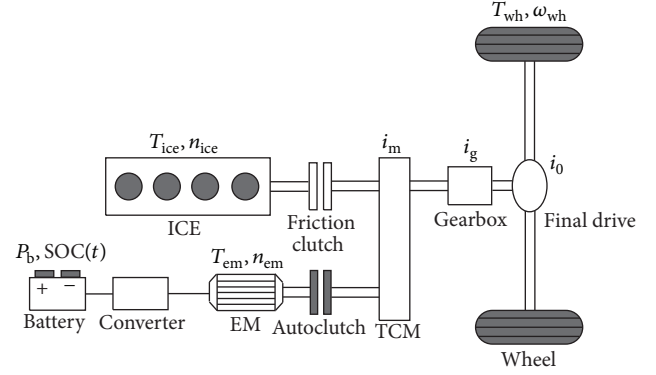 T_wh, ω_wh
T_ice, n_ice
i_m
i_g
i_0
ICE
Friction
clutch
Gearbox
Final drive
P_b, SOC(t)
T_em, n_em
+ −
Battery
Converter
EM
Autoclutch
TCM
Wheel